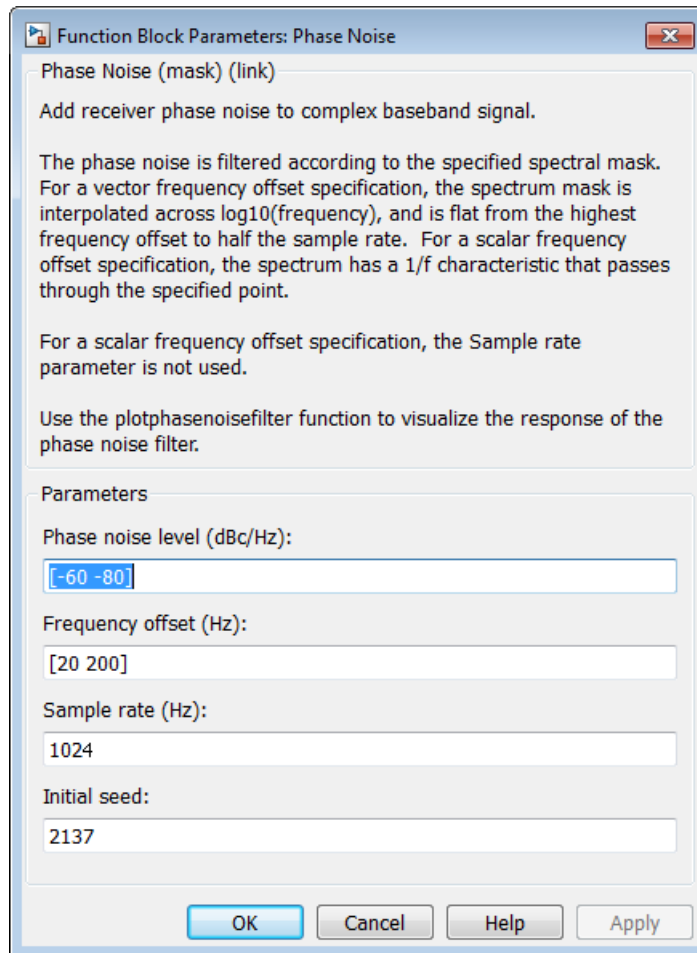 Function Block Parameters: Phase Noise
Phase Noise (mask) (link)
Add receiver phase noise to complex baseband signal.
The phase noise is filtered according to the specified spectral mask.
For a vector frequency offset specification, the spectrum mask is
interpolated across log10(frequency), and is flat from the highest
frequency offset to half the sample rate.  For a scalar frequency
offset specification, the spectrum has a 1/f characteristic that passes
through the specified point.
For a scalar frequency offset specification, the Sample rate
parameter is not used.
Use the plotphasenoisefilter function to visualize the response of the
phase noise filter.
Parameters
Phase noise level (dBc/Hz):
[-60 -80]
Frequency offset (Hz):
[20 200]
Sample rate (Hz):
1024
Initial seed:
2137
OK Cancel Help Apply